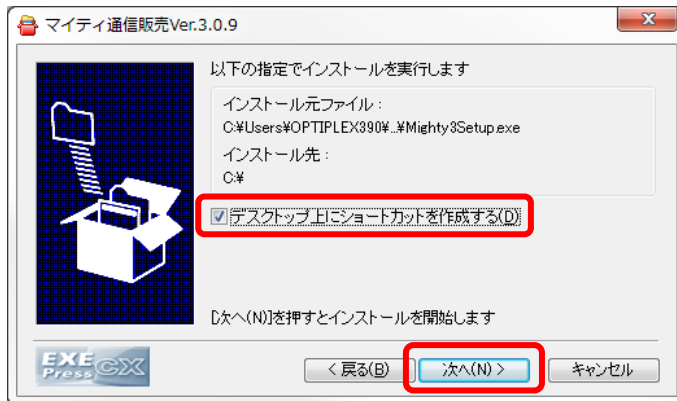 マイティ通信販売Ver.3.0.9
以下の指定でインストールを実行します
インストール元ファイル：
C:¥Users¥OPTIPLEX390¥...¥Mighty3Setup.exe
インストール先：
C:¥
デスクトップ上にショートカットを作成する(D)
[次へ(N)]を押すとインストールを開始します
EXE
Press CX
< 戻る(B)
次へ(N) >
キャンセル